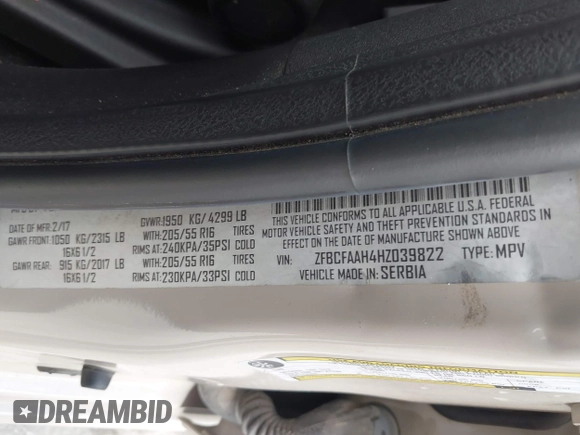 DATE OF MFR:2/17
GVWR:1950 KG/4299 LB
GAWR FRONT:1050 KG/2315 LB
WITH:205/55 R16 TIRES
16X6 1/2
RIMS AT:240KPA/35PSI COLD
GAWR REAR: 915 KG/2017 LB
WITH:205/55 R16 TIRES
16X6 1/2
RIMS AT:230KPA/33PSI COLD
THIS VEHICLE CONFORMS TO ALL APPLICABLE U.S.A. FEDERAL
MOTOR VEHICLE SAFETY AND THEFT PREVENTION STANDARDS IN
EFFECT ON THE DATE OF MANUFACTURE SHOWN ABOVE.
VIN: ZFBCFAAH4HZ039822 TYPE: MPV
MADE IN SERBIA
DREAMBID